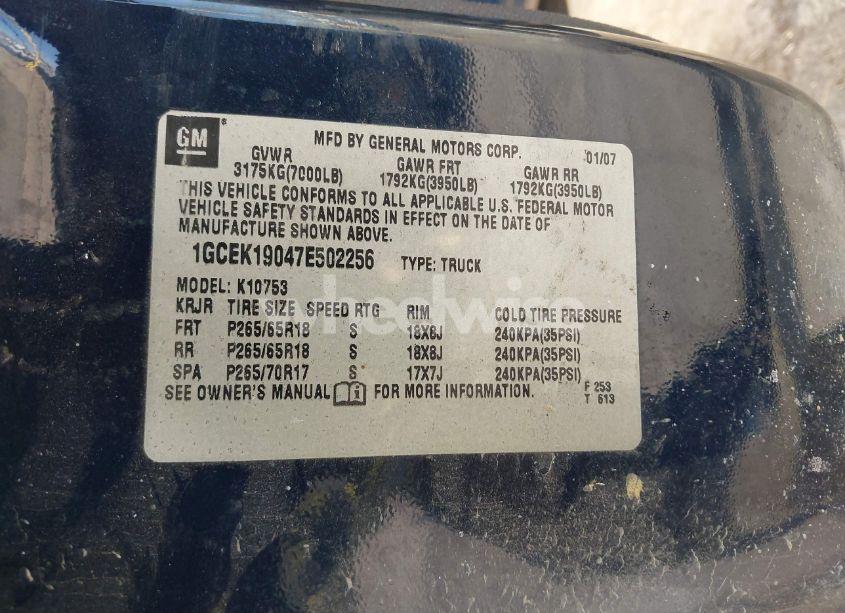 GM
MFD BY GENERAL MOTORS CORP. 01/07
GVWR GAWR FRT GAWR RR
3175KG(7000LB) 1792KG(3950LB) 1792KG(3950LB)
THIS VEHICLE CONFORMS TO ALL APPLICABLE U.S. FEDERAL MOTOR
VEHICLE SAFETY STANDARDS IN EFFECT ON THE DATE OF
MANUFACTURE SHOWN ABOVE.
1GCEK19047E502256 TYPE: TRUCK
MODEL: K10753
KRJR TIRE SIZE SPEED RTG RIM COLD TIRE PRESSURE
FRT P265/65R18 S 18X8J 240KPA(35PSI)
RR P265/65R18 S 18X8J 240KPA(35PSI)
SPA P265/70R17 S 17X7J 240KPA(35PSI)
SEE OWNER'S MANUAL FOR MORE INFORMATION.
F 253
T 613